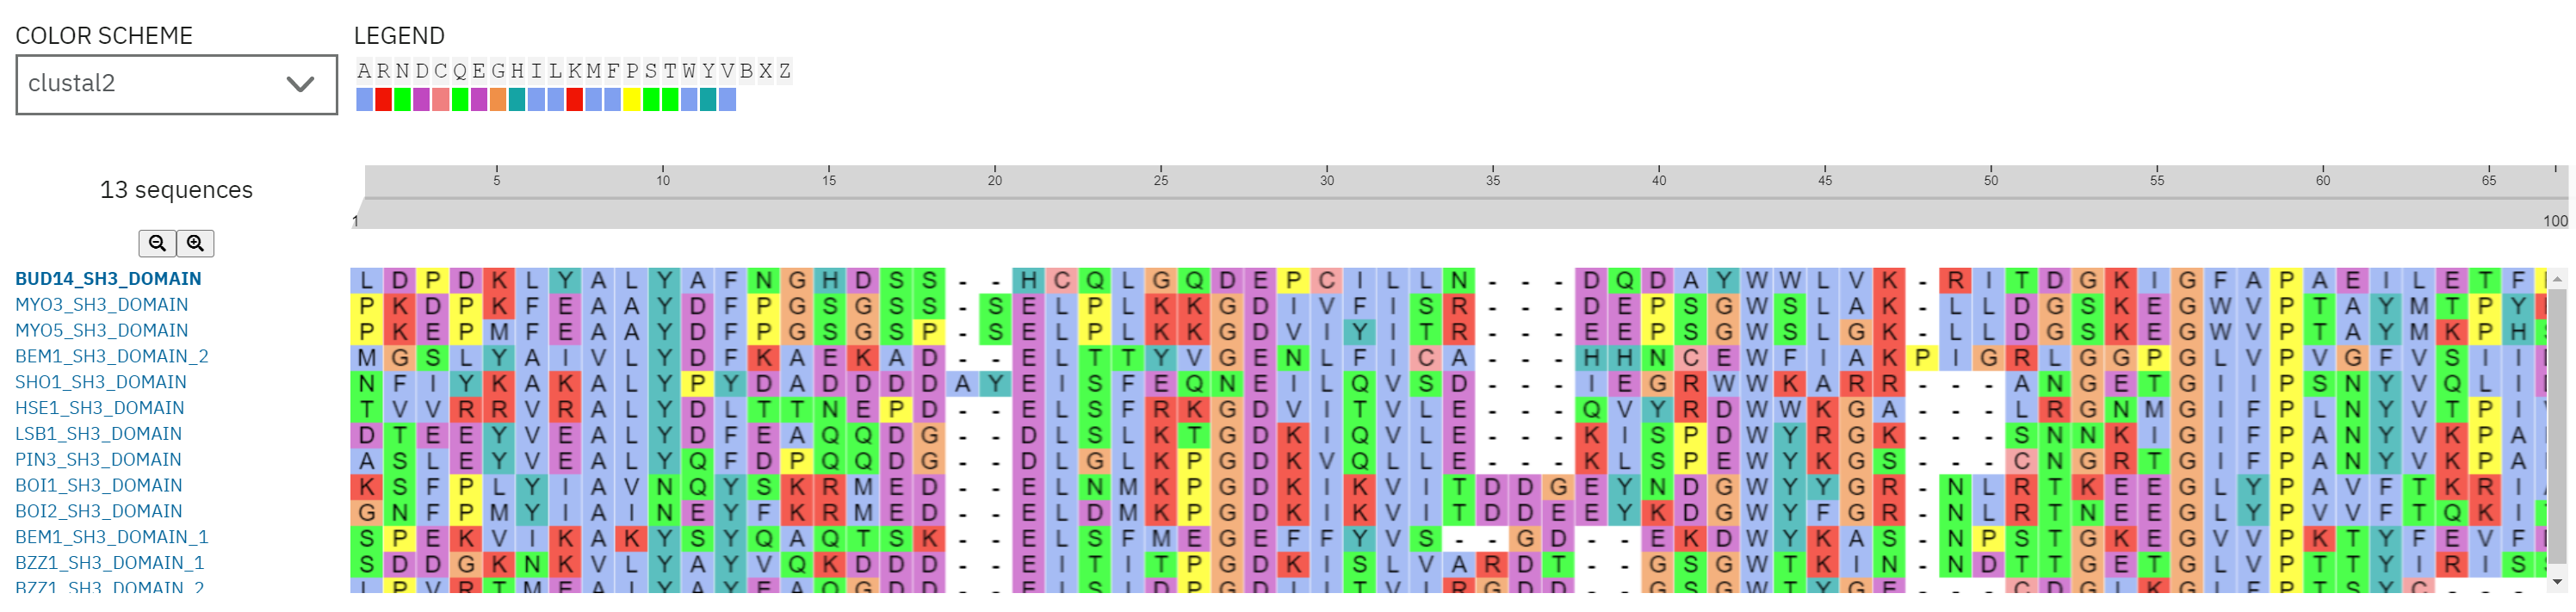 COLOR SCHEME LEGEND
A R N D C Q E G H I L K M F P S T W Y V B X Z
clustal2
13 sequences
5 10 15 20 25 30 35 40 45 50 55 60 65
1 100
BUD14_SH3_DOMAIN L D P D K L Y A L Y A F N G H D S S - - H C Q L G Q D E P C I L L N - - - D Q D A Y W W L V K - R I T D G K I G F A P A E I L E T F
MYO3_SH3_DOMAIN P K D P K F E A A Y D F P G S G S S - S E L P L K K G D I V F I S R - - - D E P S G W S L A K - L L D G S K E G W V P T A Y M T P Y
MYO5_SH3_DOMAIN P K E P M F E A A Y D F P G S G S P - S E L P L K K G D V I Y I T R - - - E E P S G W S L G K - L L D G S K E G W V P T A Y M K P H
BEM1_SH3_DOMAIN_2 M G S L Y A I V L Y D F K A E K A D - - E L T T Y V G E N L F I C A - - - H H N C E W F I A K P I G R L G G P G L V P V G F V S I I
SHO1_SH3_DOMAIN N F I Y K A K A L Y P Y D A D D D D A Y E I S F E Q N E I L Q V S D - - - I E G R W W K A R R - - - A N G E T G I I P S N Y V Q L I
HSE1_SH3_DOMAIN T V V R R V R A L Y D L T T N E P D - - E L S F R K G D V I T V L E - - - Q V Y R D W W K G A - - - L R G N M G I F P L N Y V T P I
LSB1_SH3_DOMAIN D T E E Y V E A L Y D F E A Q Q D G - - D L S L K T G D K I Q V L E - - - K I S P D W Y R G K - - - S N N K I G I F P A N Y V K P A
PIN3_SH3_DOMAIN A S L E Y V E A L Y Q F D P Q Q D G - - D L G L K P G D K V Q L L E - - - K L S P E W Y K G S - - - C N G R T G I F P A N Y V K P A
BOI1_SH3_DOMAIN K S F P L Y I A V N Q Y S K R M E D - - E L N M K P G D K I K V I T D D G E Y N D G W Y Y G R - N L R T K E E G L Y P A V F T K R I
BOI2_SH3_DOMAIN G N F P M Y I A I N E Y F K R M E D - - E L D M K P G D K I K V I T D D E E Y K D G W Y F G R - N L R T N E E G L Y P V V F T Q K I
BEM1_SH3_DOMAIN_1 S P E K V I K A K Y S Y Q A Q T S K - - E L S F M E G E F F Y V S - - G D - - E K D W Y K A S - N P S T G K E G V V P K T Y F E V F
BZZ1_SH3_DOMAIN_1 S D D G K N K V L Y A Y V Q K D D D - - E I T I T P G D K I S L V A R D T - - G S G W T K I N - N D T T G E T G L V P T T Y I R I S
BZZ1_SH3_DOMAIN_2